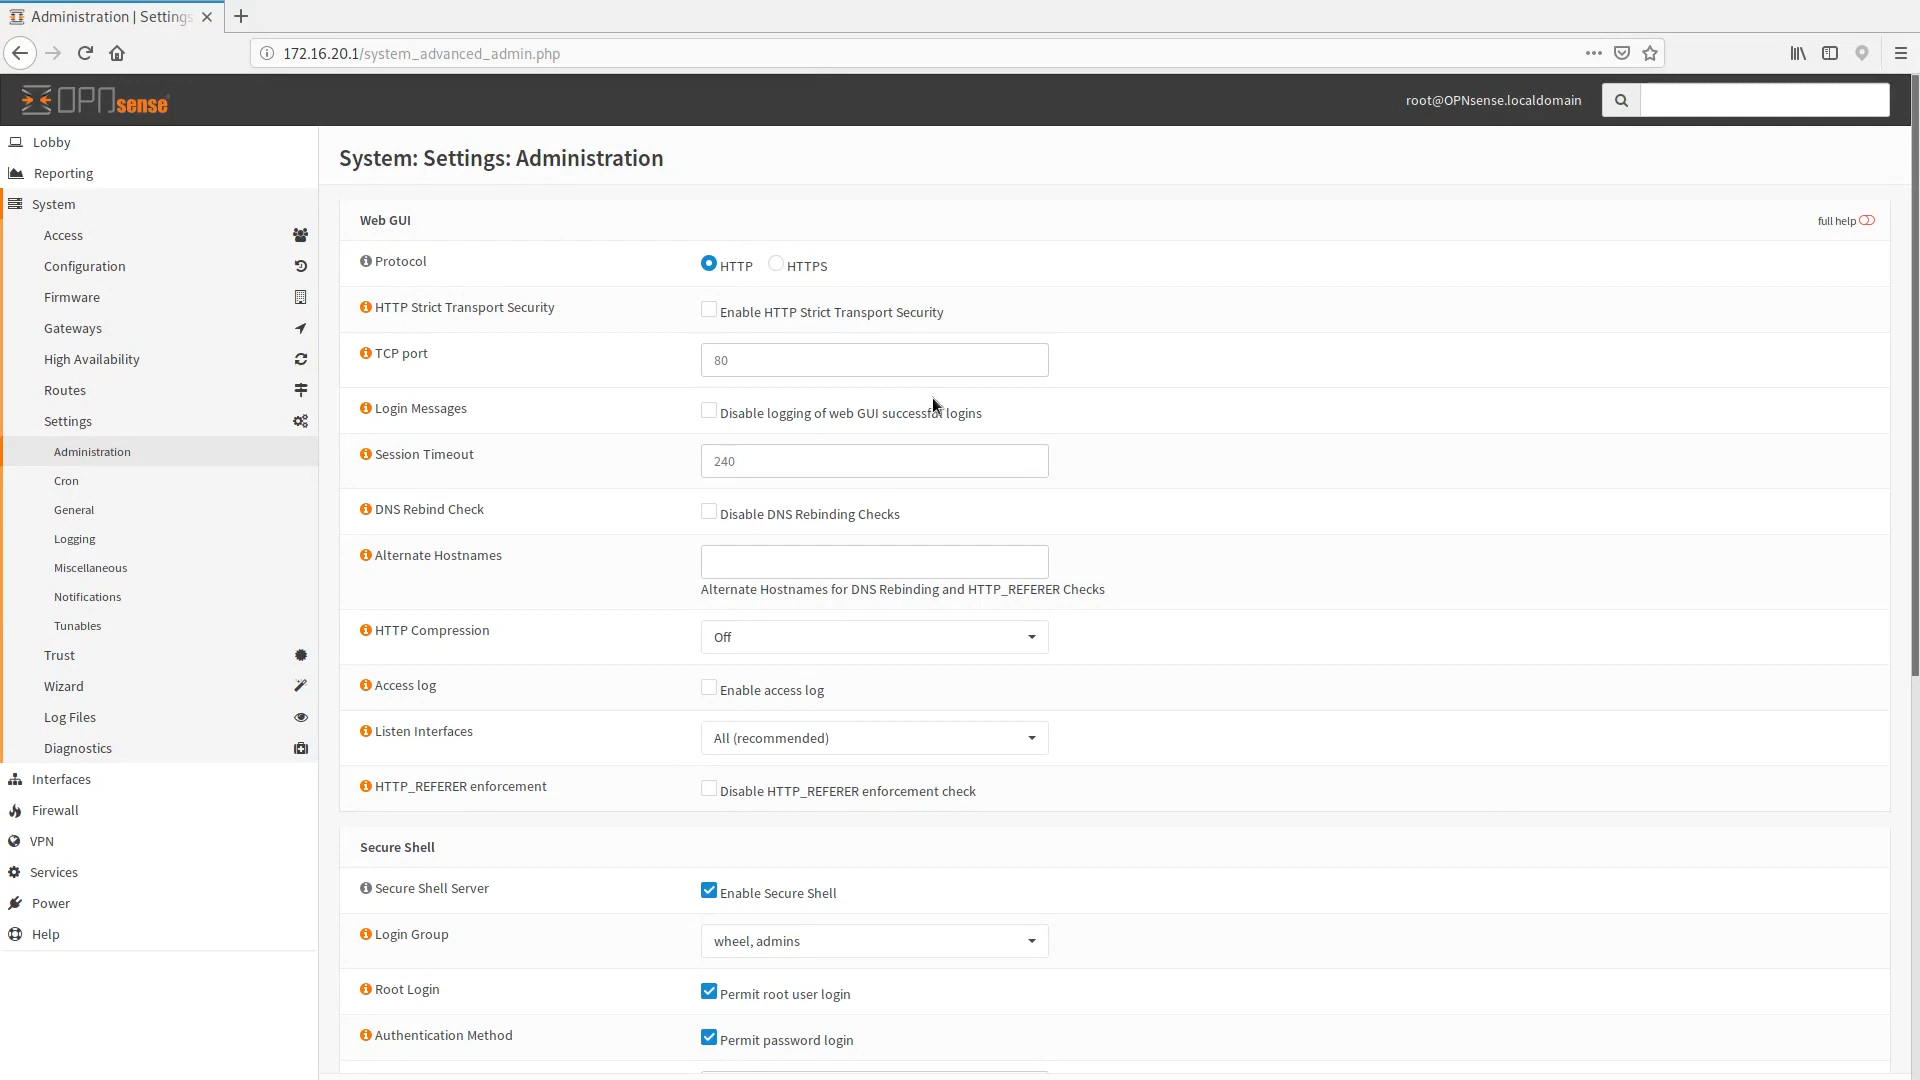 Administration | Settings
172.16.20.1/system_advanced_admin.php
OPNsense
root@OPNsense.localdomain
Lobby
Reporting
System
Access
Configuration
Firmware
Gateways
High Availability
Routes
Settings
Administration
Cron
General
Logging
Miscellaneous
Notifications
Tunables
Trust
Wizard
Log Files
Diagnostics
Interfaces
Firewall
VPN
Services
Power
Help
System: Settings: Administration
Web GUI
full help
Protocol
HTTP HTTPS
HTTP Strict Transport Security
Enable HTTP Strict Transport Security
TCP port
80
Login Messages
Disable logging of web GUI successful logins
Session Timeout
240
DNS Rebind Check
Disable DNS Rebinding Checks
Alternate Hostnames
Alternate Hostnames for DNS Rebinding and HTTP_REFERER Checks
HTTP Compression
Off
Access log
Enable access log
Listen Interfaces
All (recommended)
HTTP_REFERER enforcement
Disable HTTP_REFERER enforcement check
Secure Shell
Secure Shell Server
Enable Secure Shell
Login Group
wheel, admins
Root Login
Permit root user login
Authentication Method
Permit password login